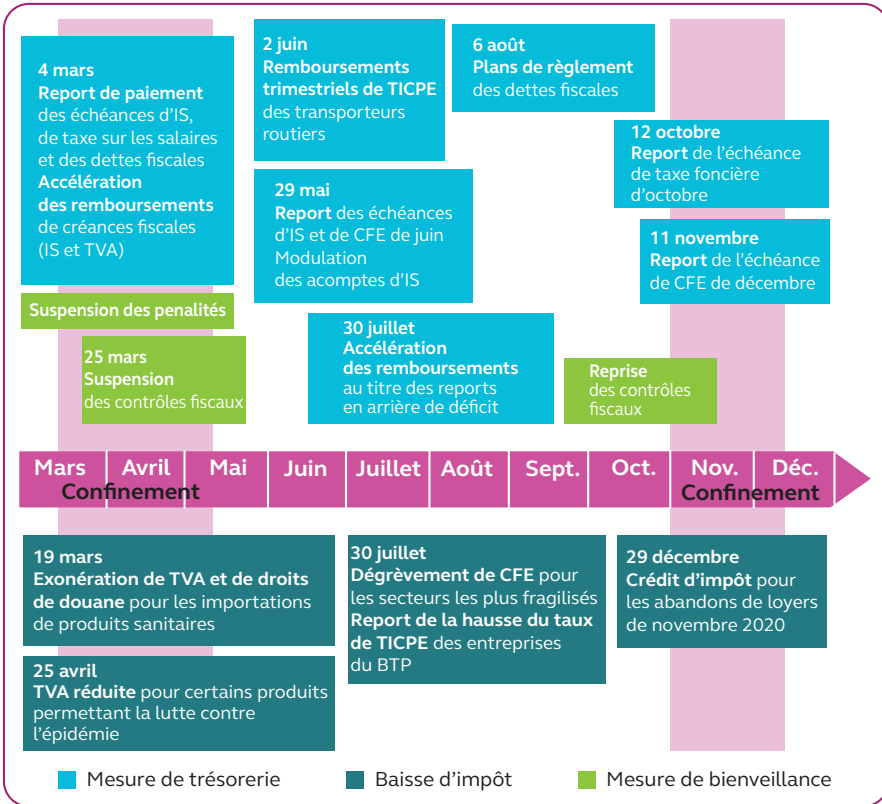 4 mars
Report de paiement
des échéances d’IS,
de taxe sur les salaires
et des dettes fiscales
Accélération
des remboursements
de créances fiscales
(IS et TVA)
2 juin
Remboursements
trimestriels de TICPE
des transporteurs
routiers
6 août
Plans de règlement
des dettes fiscales
12 octobre
Report de l’échéance
de taxe foncière
d’octobre
29 mai
Report des échéances
d’IS et de CFE de juin
Modulation
des acomptes d’IS
11 novembre
Report de l’échéance
de CFE de décembre
Suspension des penalités
25 mars
Suspension
des contrôles fiscaux
30 juillet
Accélération
des remboursements
au titre des reports
en arrière de déficit
Reprise
des contrôles
fiscaux
Mars Avril Mai Juin Juillet Août Sept. Oct. Nov. Déc.
Confinement Confinement
19 mars
Exonération de TVA et de droits
de douane pour les importations
de produits sanitaires
30 juillet
Dégrèvement de CFE pour
les secteurs les plus fragilisés
Report de la hausse du taux
de TICPE des entreprises
du BTP
29 décembre
Crédit d’impôt pour
les abandons de loyers
de novembre 2020
25 avril
TVA réduite pour certains produits
permettant la lutte contre
l’épidémie
Mesure de trésorerie Baisse d’impôt Mesure de bienveillance